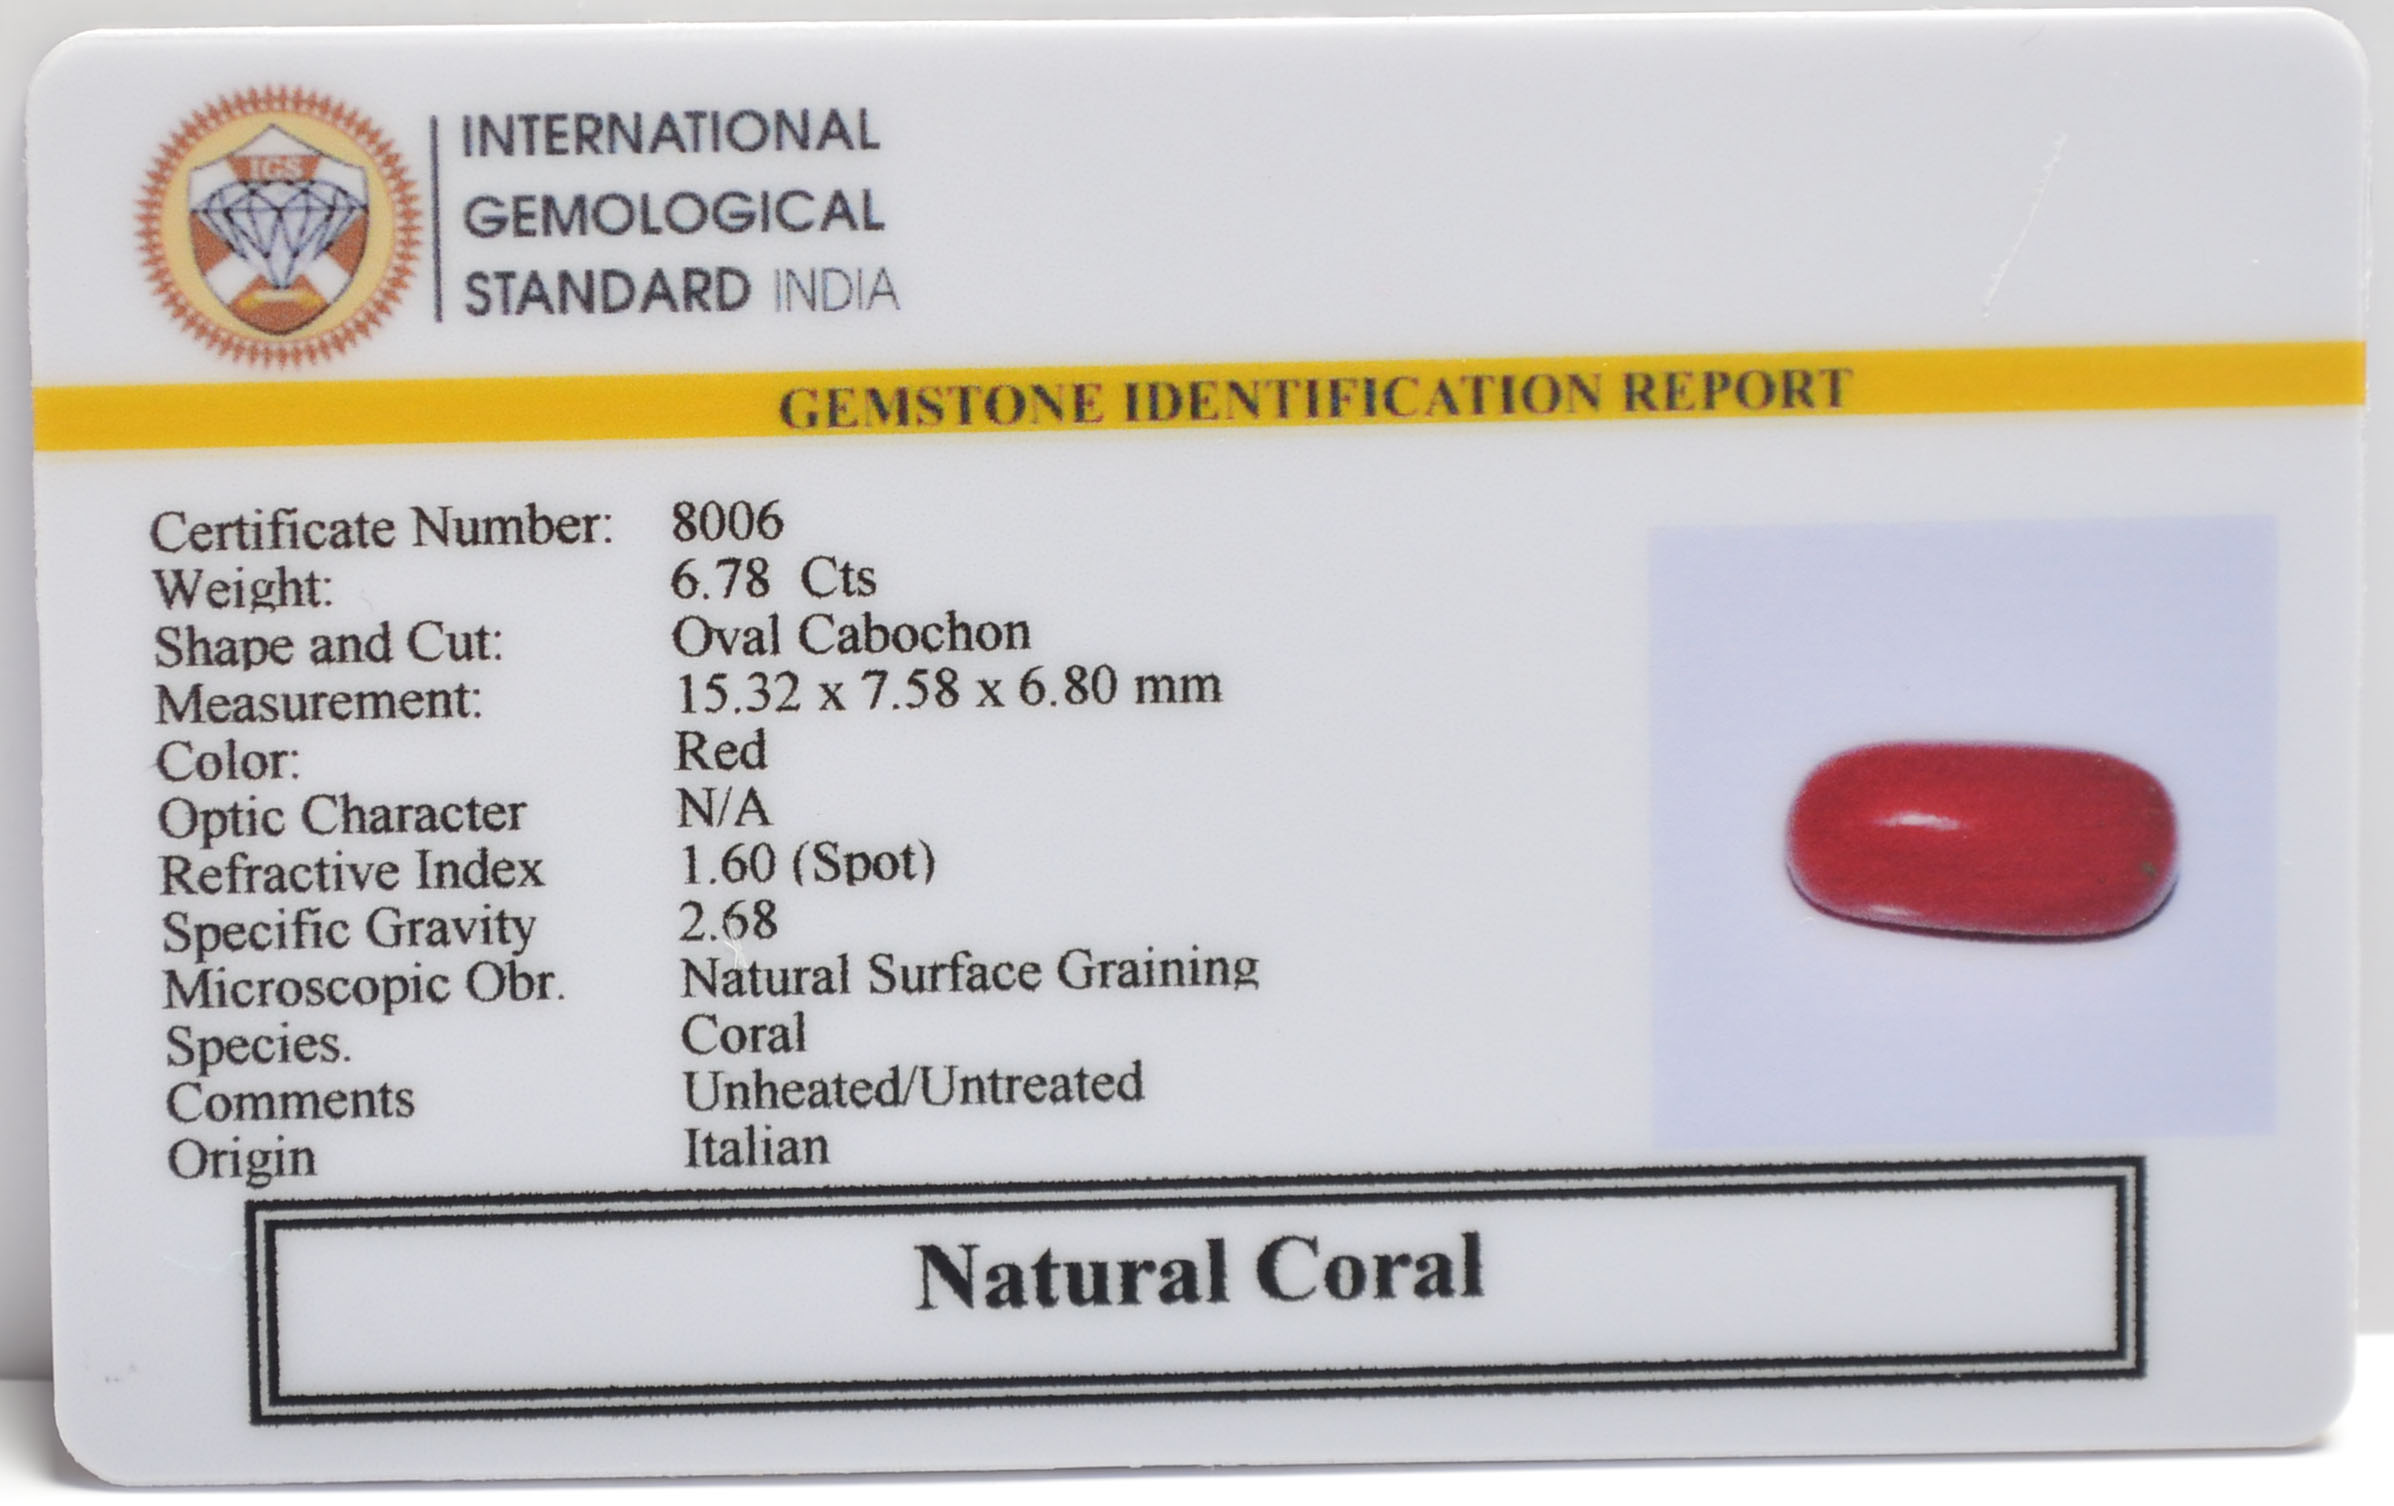 IGS
INTERNATIONAL
GEMOLOGICAL
STANDARD INDIA
GEMSTONE IDENTIFICATION REPORT
Certificate Number: 8006
Weight: 6.78 Cts
Shape and Cut: Oval Cabochon
Measurement: 15.32 x 7.58 x 6.80 mm
Color: Red
Optic Character N/A
Refractive Index 1.60 (Spot)
Specific Gravity 2.68
Microscopic Obr. Natural Surface Graining
Species. Coral
Comments Unheated/Untreated
Origin Italian
Natural Coral